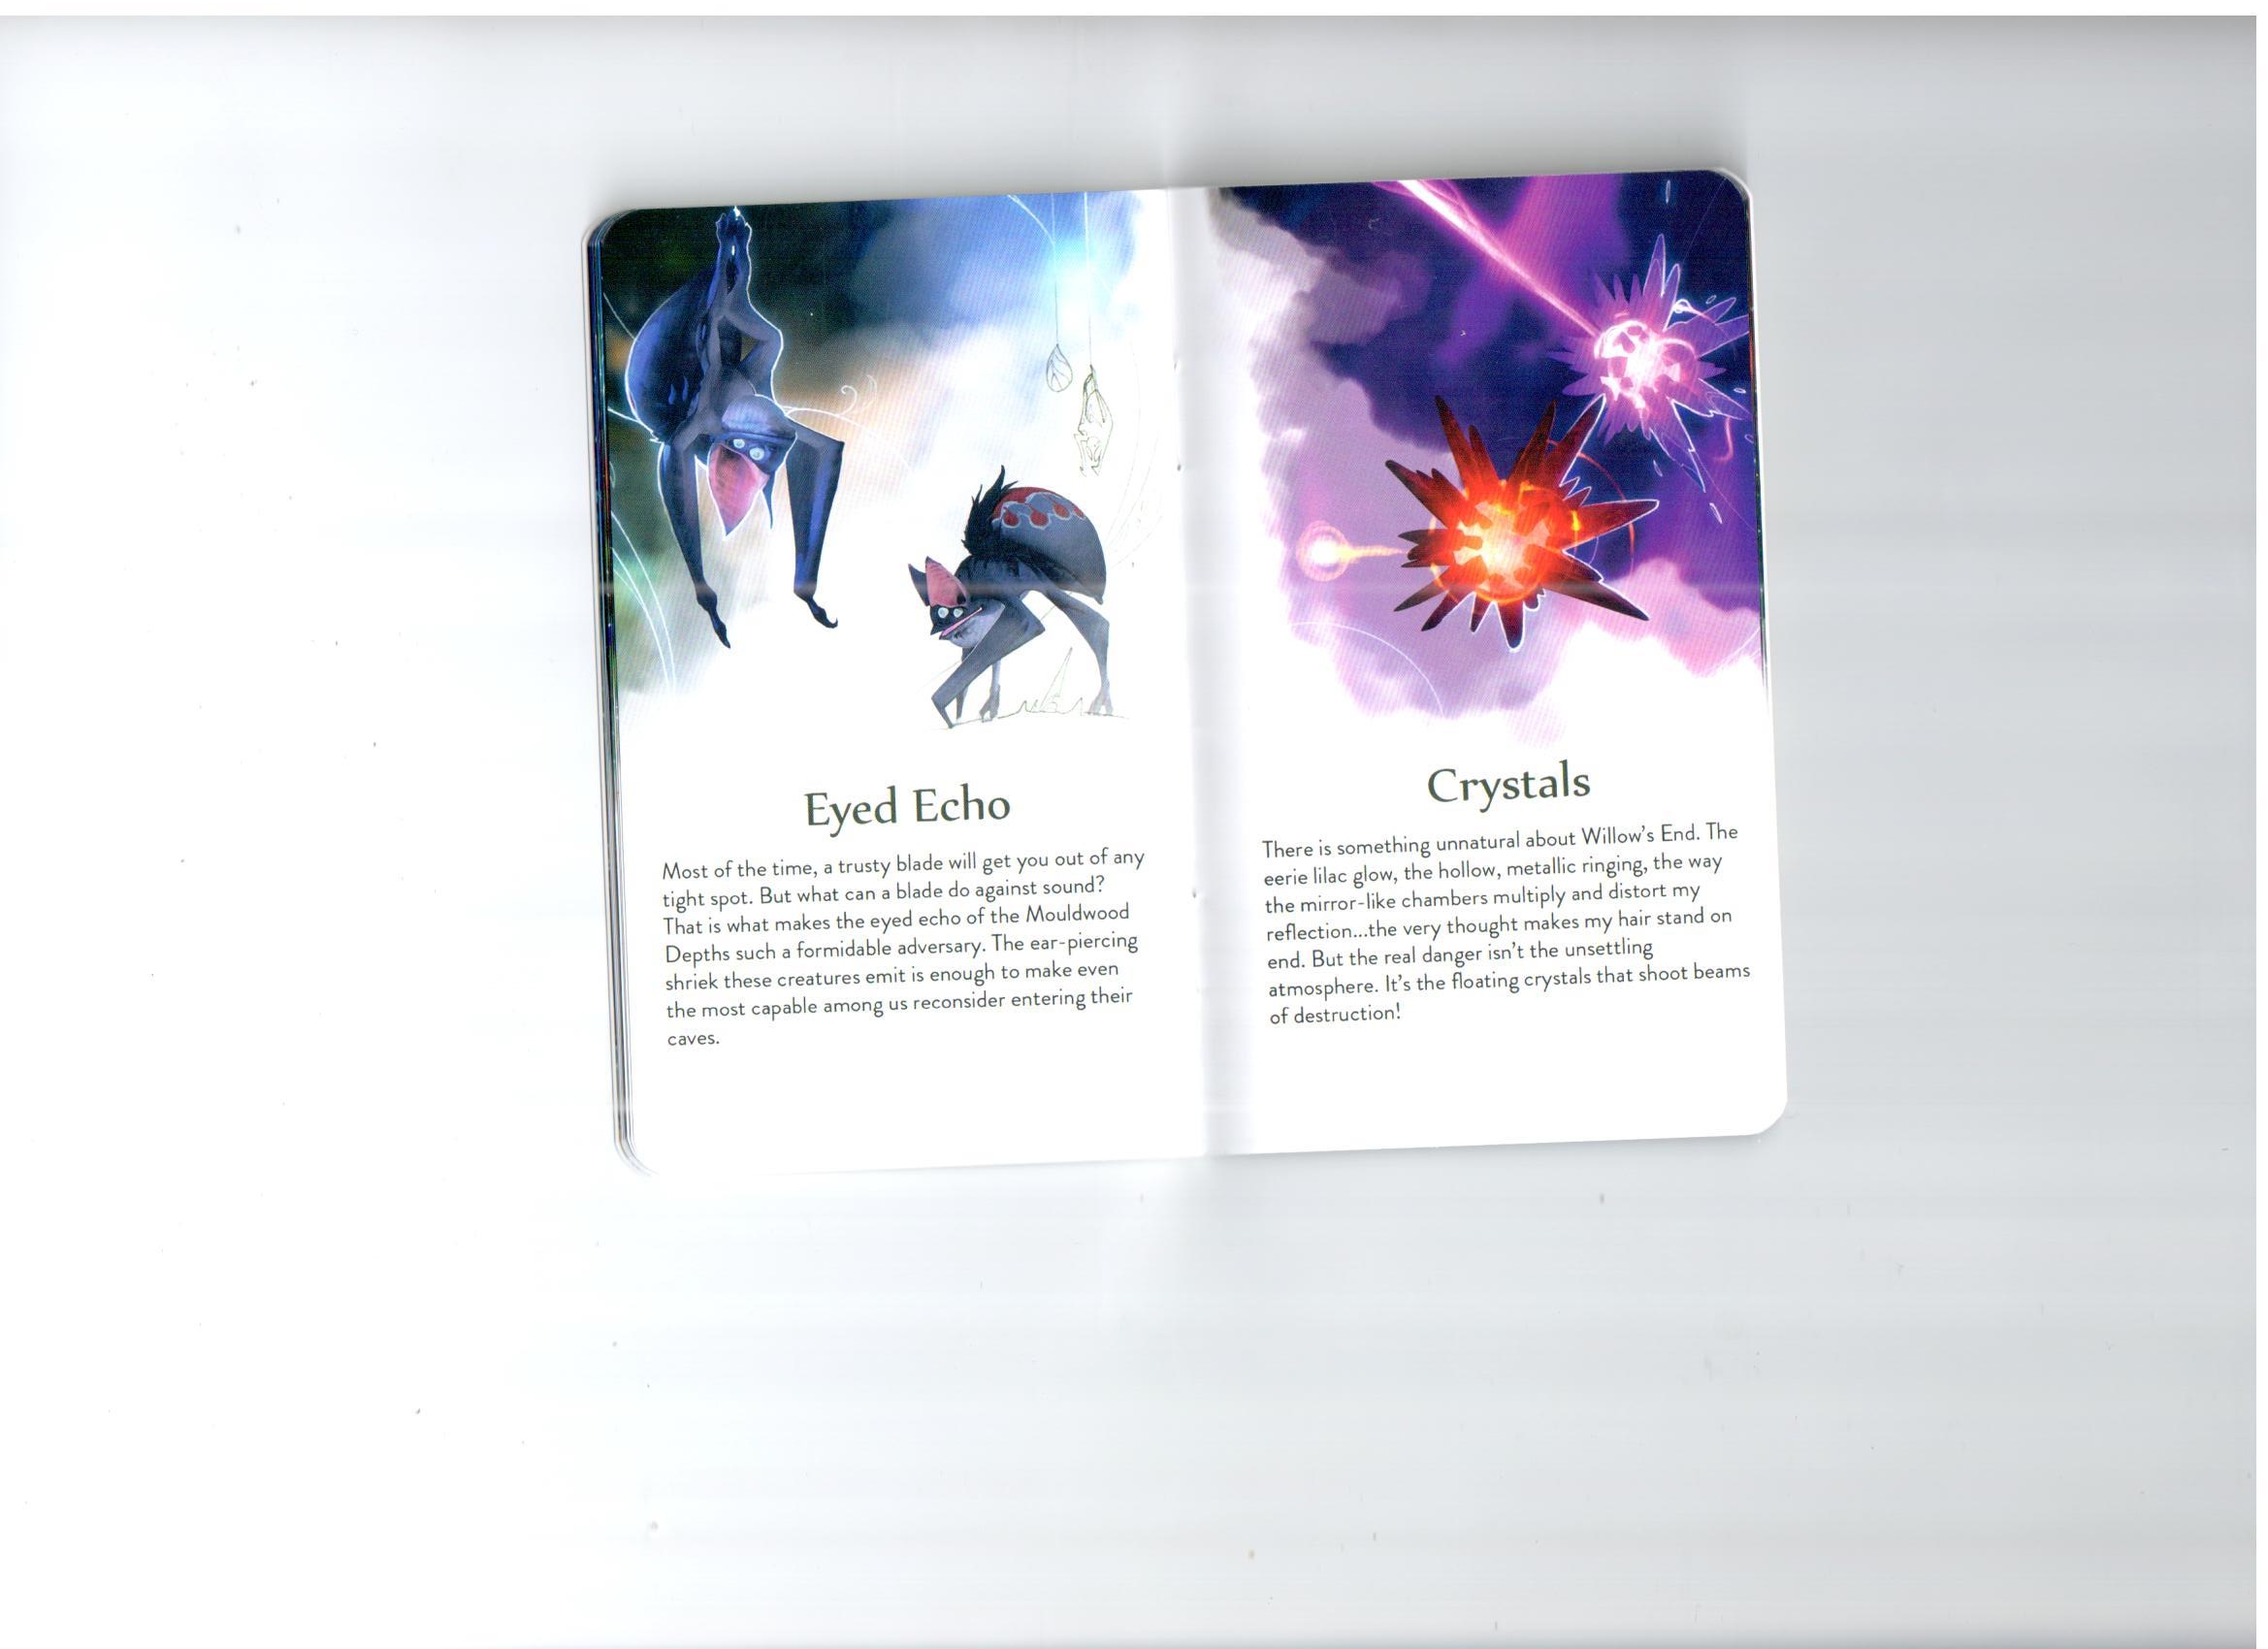 Eyed Echo
Most of the time, a trusty blade will get you out of any
tight spot. But what can a blade do against sound?
That is what makes the eyed echo of the Mouldwood
Depths such a formidable adversary. The ear-piercing
shriek these creatures emit is enough to make even
the most capable among us reconsider entering their
caves.
Crystals
There is something unnatural about Willow's End. The
eerie lilac glow, the hollow, metallic ringing, the way
the mirror-like chambers multiply and distort my
reflection...the very thought makes my hair stand on
end. But the real danger isn't the unsettling
atmosphere. It's the floating crystals that shoot beams
of destruction!